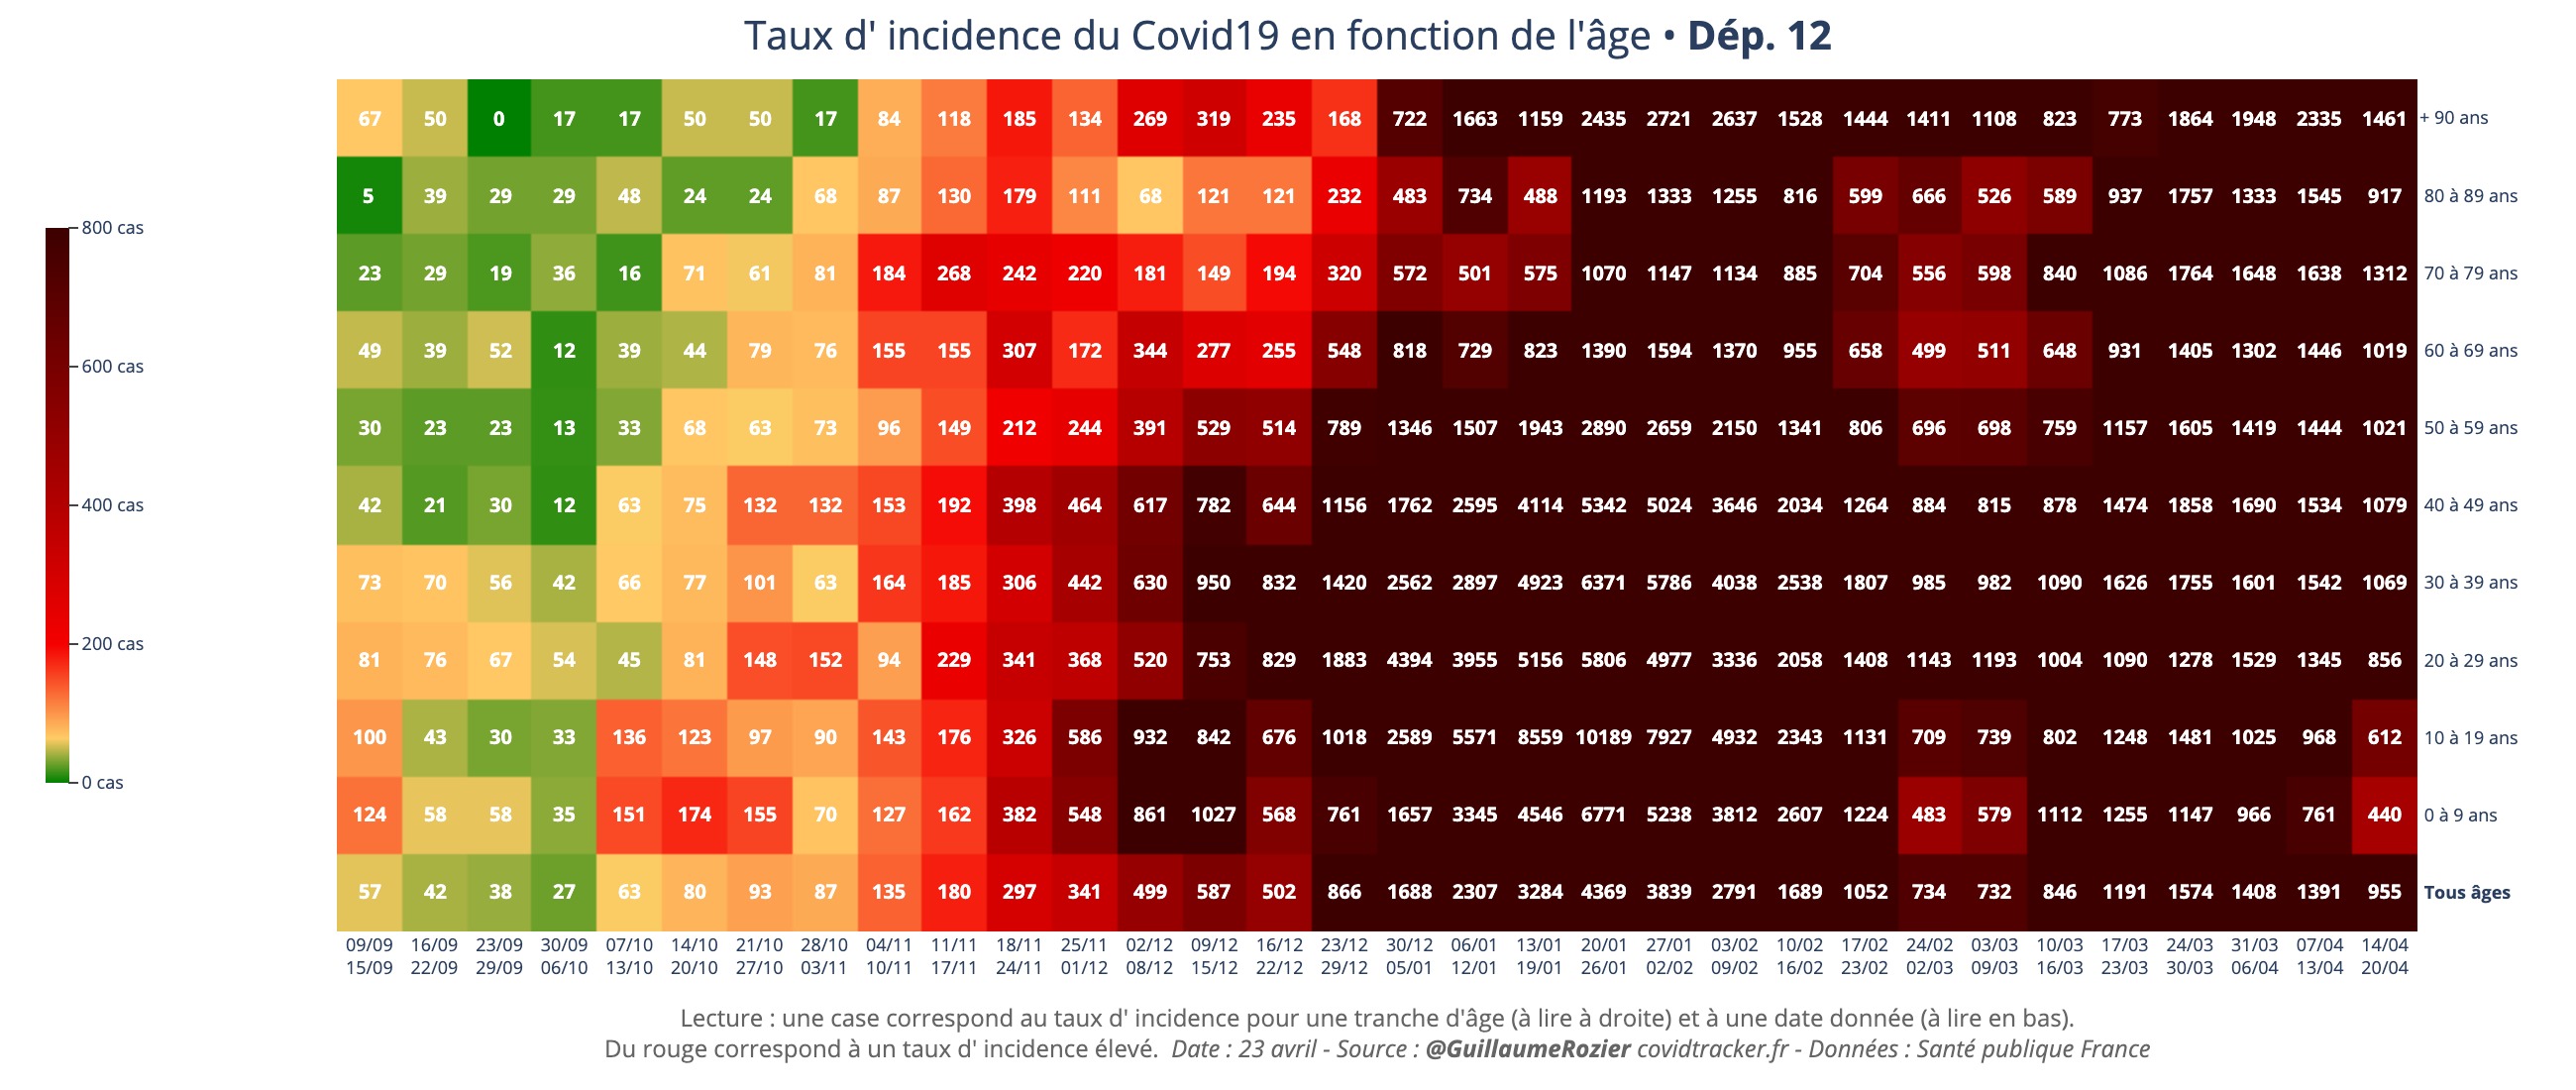 Taux d' incidence du Covid19 en fonction de l'âge • Dép. 12
67 50 0 17 17 50 50 17 84 118 185 134 269 319 235 168 722 1663 1159 2435 2721 2637 1528 1444 1411 1108 823 773 1864 1948 2335 1461 + 90 ans
5 39 29 29 48 24 24 68 87 130 179 111 68 121 121 232 483 734 488 1193 1333 1255 816 599 666 526 589 937 1757 1333 1545 917 80 à 89 ans
800 cas
23 29 19 36 16 71 61 81 184 268 242 220 181 149 194 320 572 501 575 1070 1147 1134 885 704 556 598 840 1086 1764 1648 1638 1312 70 à 79 ans
49 39 52 12 39 44 79 76 155 155 307 172 344 277 255 548 818 729 823 1390 1594 1370 955 658 499 511 648 931 1405 1302 1446 1019 60 à 69 ans
600 cas
30 23 23 13 33 68 63 73 96 149 212 244 391 529 514 789 1346 1507 1943 2890 2659 2150 1341 806 696 698 759 1157 1605 1419 1444 1021 50 à 59 ans
400 cas
42 21 30 12 63 75 132 132 153 192 398 464 617 782 644 1156 1762 2595 4114 5342 5024 3646 2034 1264 884 815 878 1474 1858 1690 1534 1079 40 à 49 ans
73 70 56 42 66 77 101 63 164 185 306 442 630 950 832 1420 2562 2897 4923 6371 5786 4038 2538 1807 985 982 1090 1626 1755 1601 1542 1069 30 à 39 ans
200 cas
81 76 67 54 45 81 148 152 94 229 341 368 520 753 829 1883 4394 3955 5156 5806 4977 3336 2058 1408 1143 1193 1004 1090 1278 1529 1345 856 20 à 29 ans
100 43 30 33 136 123 97 90 143 176 326 586 932 842 676 1018 2589 5571 8559 10189 7927 4932 2343 1131 709 739 802 1248 1481 1025 968 612 10 à 19 ans
0 cas
124 58 58 35 151 174 155 70 127 162 382 548 861 1027 568 761 1657 3345 4546 6771 5238 3812 2607 1224 483 579 1112 1255 1147 966 761 440 0 à 9 ans
57 42 38 27 63 80 93 87 135 180 297 341 499 587 502 866 1688 2307 3284 4369 3839 2791 1689 1052 734 732 846 1191 1574 1408 1391 955 Tous âges
09/09 16/09 23/09 30/09 07/10 14/10 21/10 28/10 04/11 11/11 18/11 25/11 02/12 09/12 16/12 23/12 30/12 06/01 13/01 20/01 27/01 03/02 10/02 17/02 24/02 03/03 10/03 17/03 24/03 31/03 07/04 14/04
15/09 22/09 29/09 06/10 13/10 20/10 27/10 03/11 10/11 17/11 24/11 01/12 08/12 15/12 22/12 29/12 05/01 12/01 19/01 26/01 02/02 09/02 16/02 23/02 02/03 09/03 16/03 23/03 30/03 06/04 13/04 20/04
Lecture : une case correspond au taux d' incidence pour une tranche d'âge (à lire à droite) et à une date donnée (à lire en bas).
Du rouge correspond à un taux d' incidence élevé. Date : 23 avril - Source : @GuillaumeRozier covidtracker.fr - Données : Santé publique France